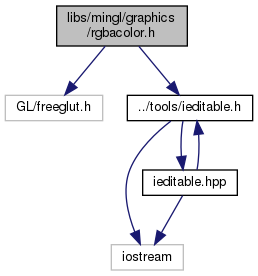 libs/mingl/graphics
/rgbacolor.h
GL/freeglut.h
../tools/ieditable.h
ieditable.hpp
iostream